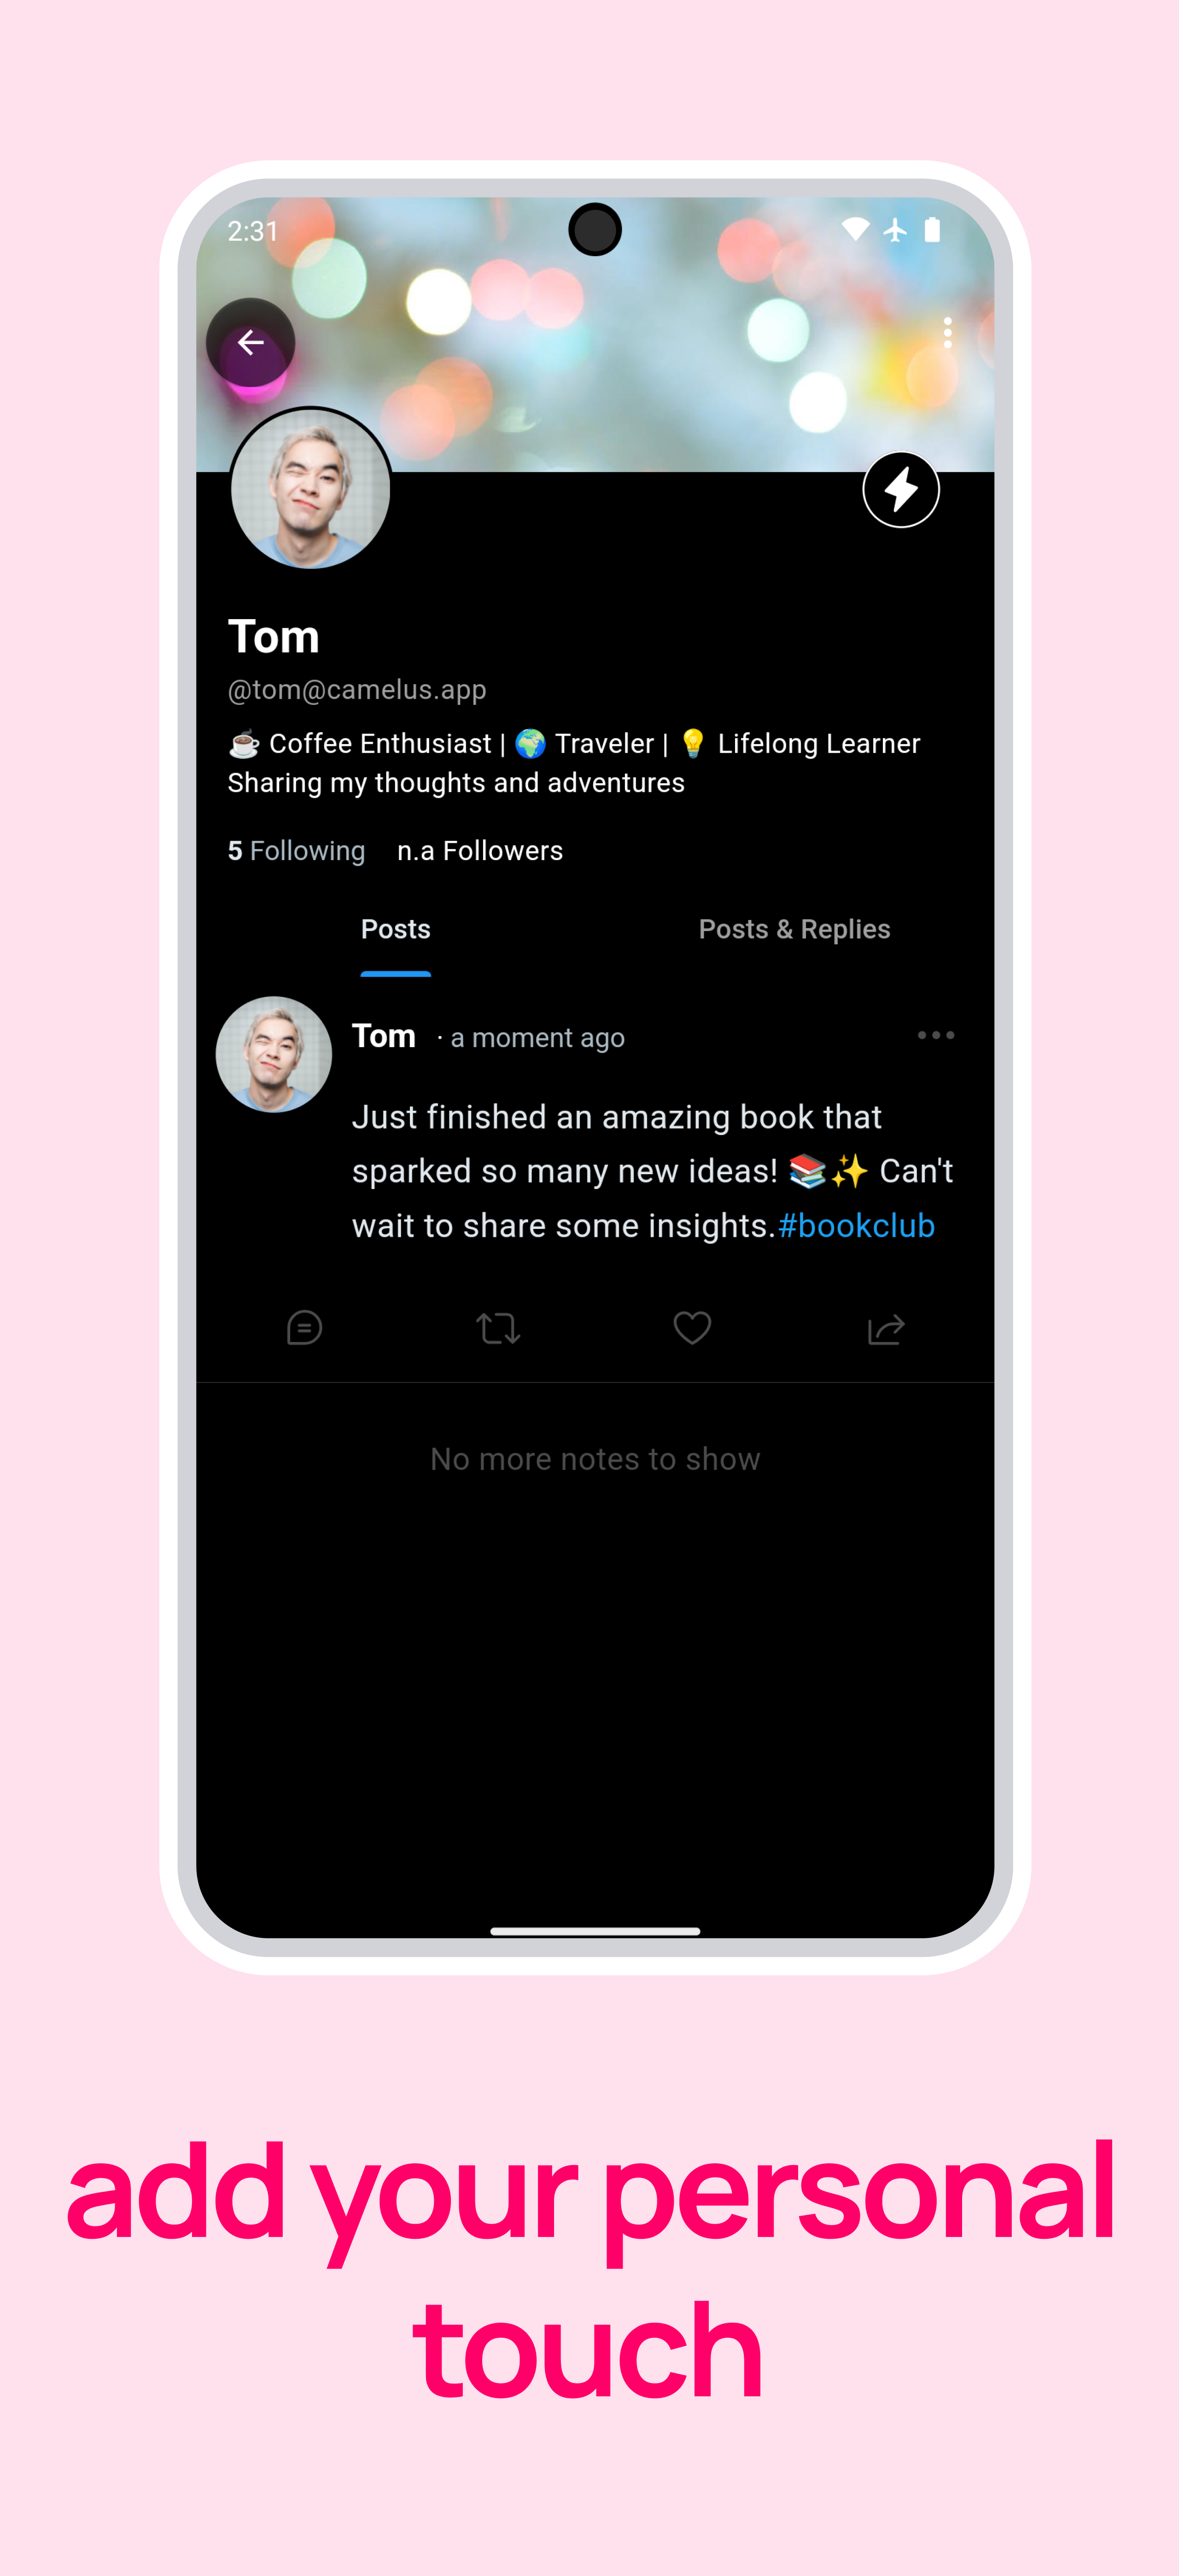 2:31
Tom
@tom@camelus.app
☕ Coffee Enthusiast | 🌍 Traveler | 💡 Lifelong Learner
Sharing my thoughts and adventures
5 Following n.a Followers
Posts Posts & Replies
Tom · a moment ago
Just finished an amazing book that
sparked so many new ideas! 📚✨ Can't
wait to share some insights.#bookclub
No more notes to show
add your personal
touch